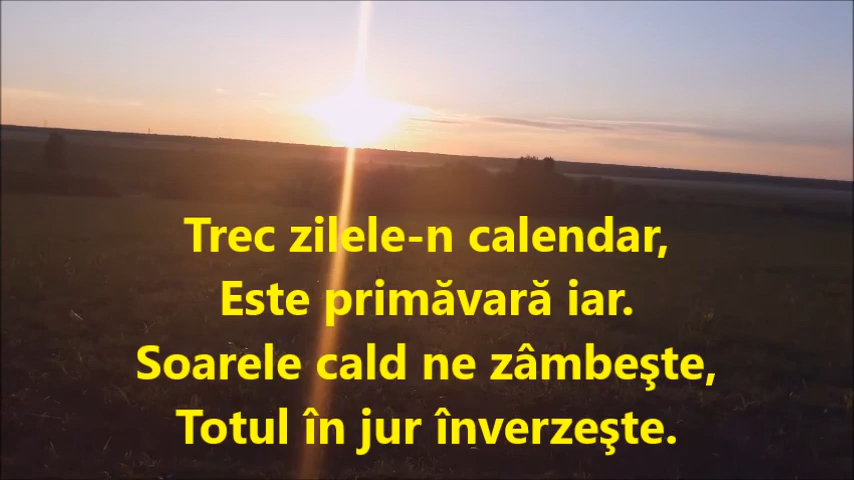 Trec zilele-n calendar,
Este primăvară iar.
Soarele cald ne zâmbeşte,
Totul în jur înverzeşte.